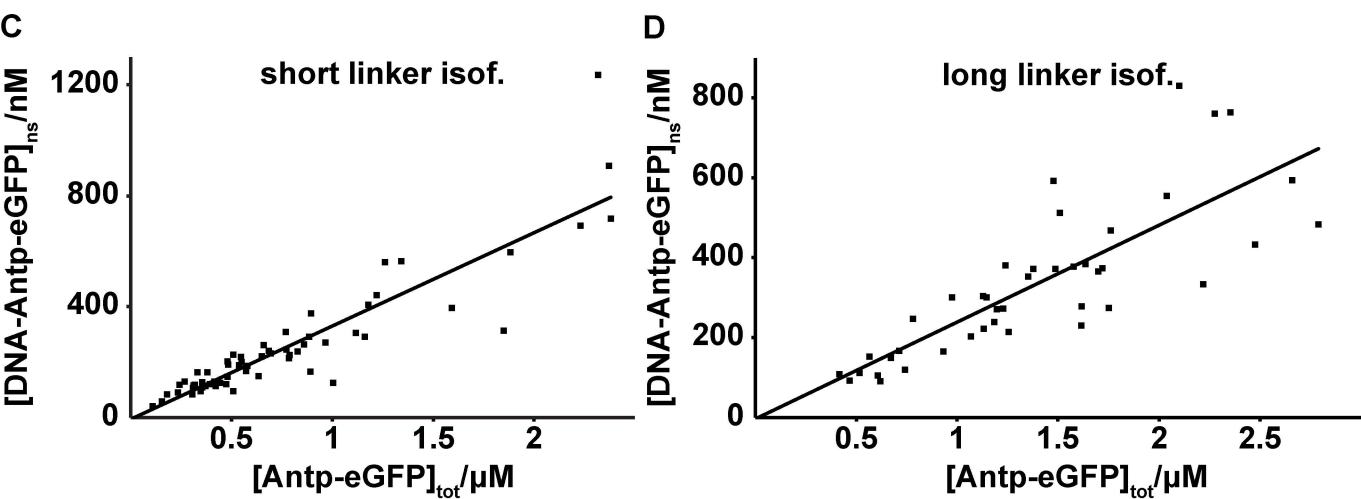 C
short linker isof.
[DNA-Antp-eGFP]ns/nM
1200
800
400
0
0.5 1 1.5 2
[Antp-eGFP]tot/µM
D
long linker isof.
[DNA-Antp-eGFP]ns/nM
800
600
400
200
0
0.5 1 1.5 2 2.5
[Antp-eGFP]tot/µM